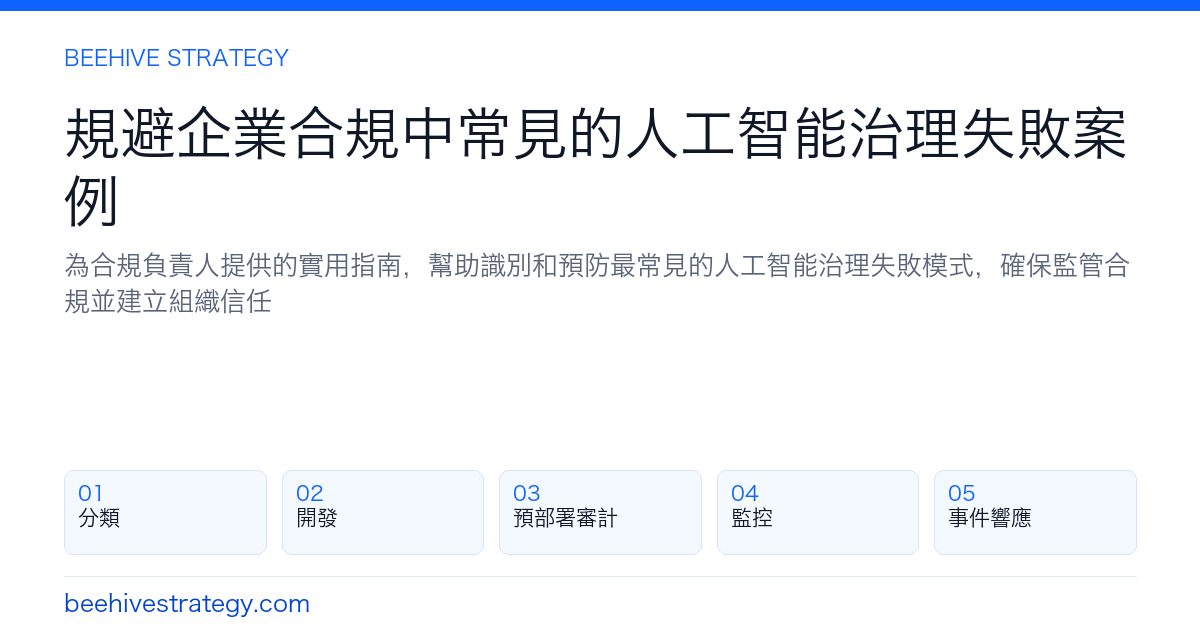 BEEHIVE STRATEGY
規避企業合規中常見的人工智能治理失敗案
例
為合規負責人提供的實用指南，幫助識別和預防最常見的人工智能治理失敗模式，確保監管合
規並建立組織信任
01
分類
02
開發
03
預部署審計
04
監控
05
事件響應
beehivestrategy.com